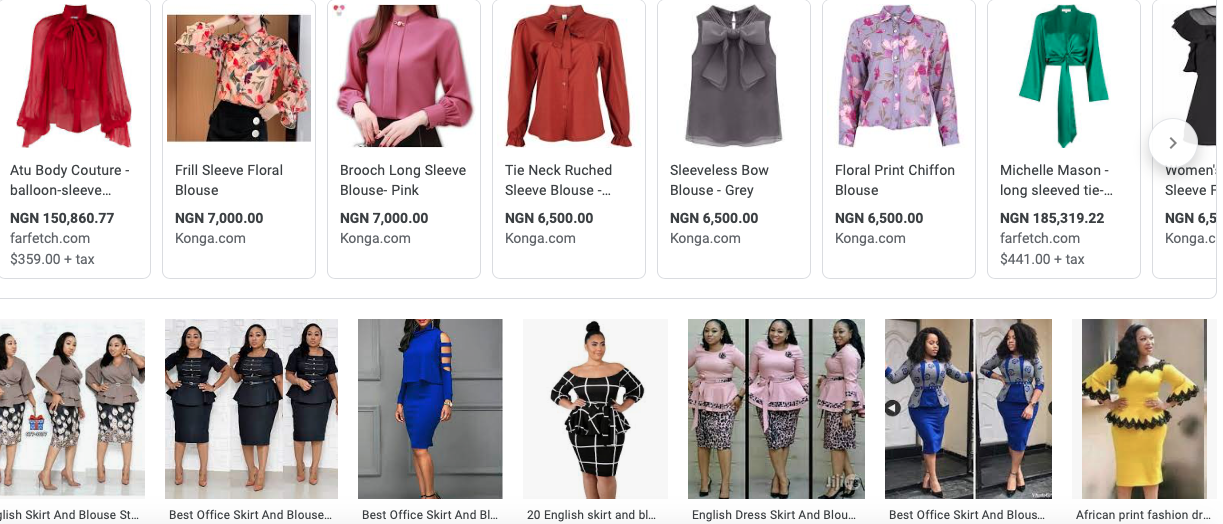 Atu Body Couture -
balloon-sleeve...
NGN 150,860.77
farfetch.com
$359.00 + tax
Frill Sleeve Floral
Blouse
NGN 7,000.00
Konga.com
Brooch Long Sleeve
Blouse- Pink
NGN 7,000.00
Konga.com
Tie Neck Ruched
Sleeve Blouse -...
NGN 6,500.00
Konga.com
Sleeveless Bow
Blouse - Grey
NGN 6,500.00
Konga.com
Floral Print Chiffon
Blouse
NGN 6,500.00
Konga.com
Michelle Mason -
long sleeved tie-...
NGN 185,319.22
farfetch.com
$441.00 + tax
Women's
Sleeve F
NGN 6,5
Konga.c
glish Skirt And Blouse St...
Best Office Skirt And Blouse...
Best Office Skirt And Bl...
20 English skirt and bl...
English Dress Skirt And Blou...
Best Office Skirt And Blous...
African print fashion dr...